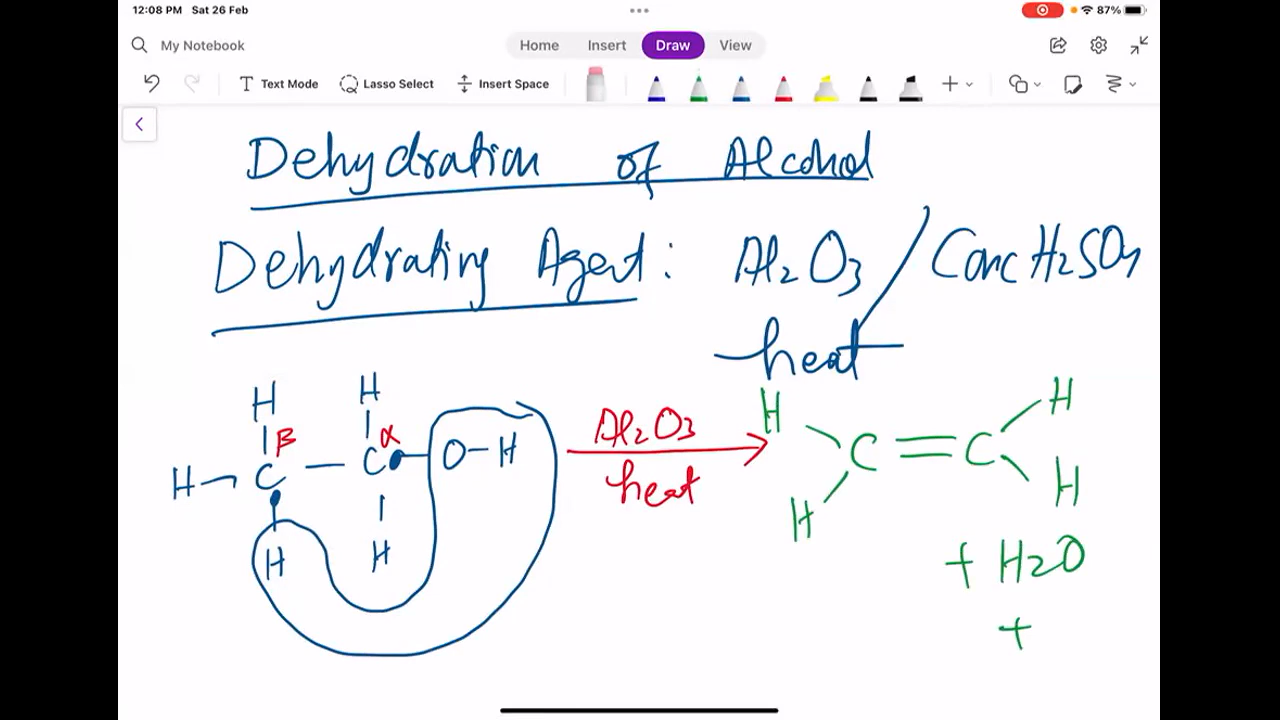 12:08 PM Sat 26 Feb
87%
My Notebook
Home Insert Draw View
Text Mode Lasso Select Insert Space
Dehydration of Alcohol
Dehydrating Agent: Al2O3 / Conc H2SO4
heat
H H
β α
H – C – C – O – H
H H
Al2O3
heat
H H
C = C
H H
+ H2O
+